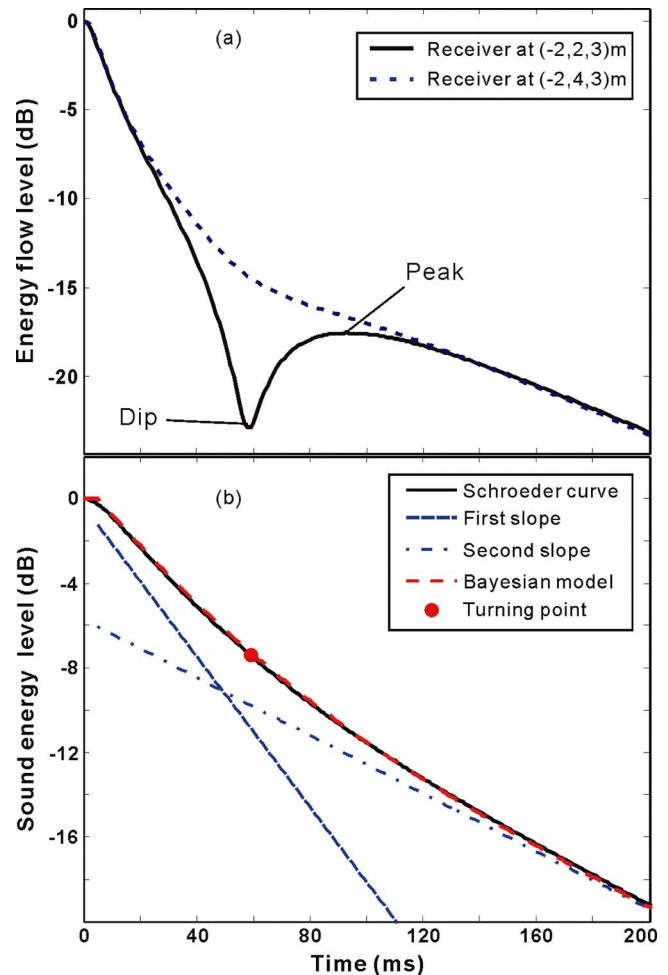 0
(a)
Receiver at (-2,2,3)m
Receiver at (-2,4,3)m
-5
-10
-15
-20
Energy flow level (dB)
Peak
Dip
0
(b)
Schroeder curve
First slope
Second slope
Bayesian model
Turning point
-4
-8
-12
-16
Sound energy level (dB)
0 40 80 120 160 200
Time (ms)